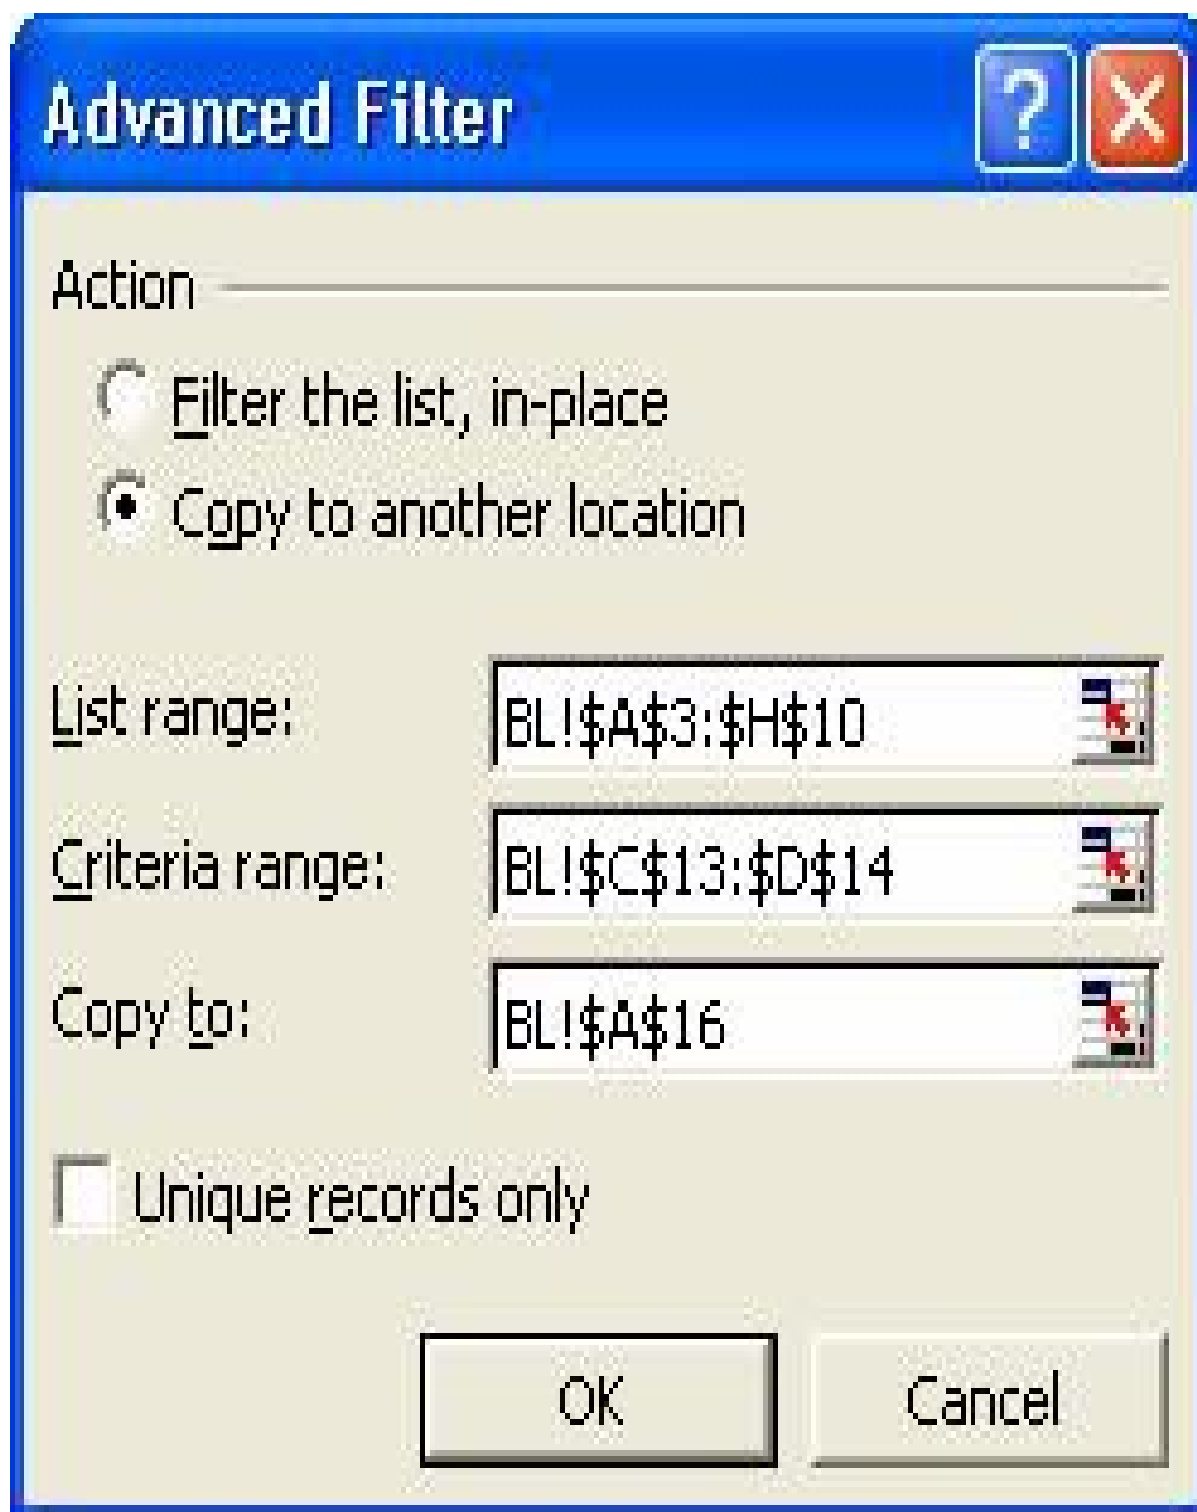 Advanced Filter
?
Action
Filter the list, in-place
Copy to another location
List range: BL!$A$3:$H$10
Criteria range: BL!$C$13:$D$14
Copy to: BL!$A$16
Unique records only
OK Cancel